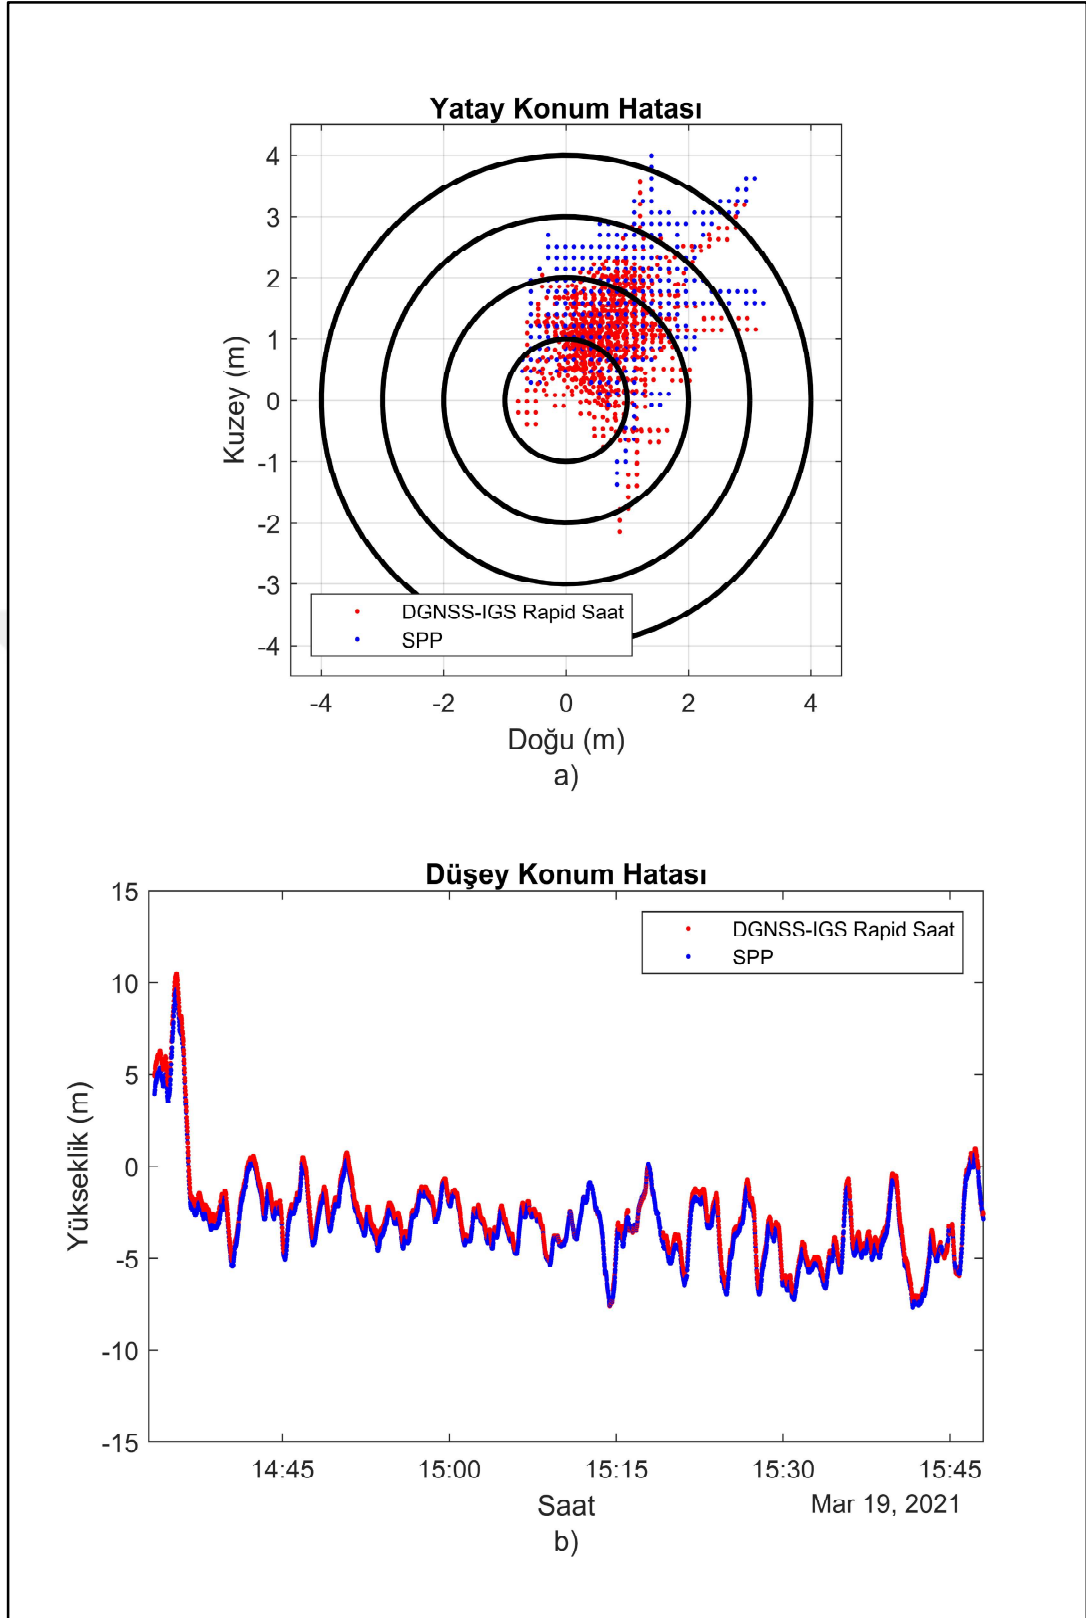 Yatay Konum Hatası
4
3
2
1
0
-1
-2
-3
-4
Kuzey (m)
DGNSS-IGS Rapid Saat
SPP
-4 -2 0 2 4
Doğu (m)
a)
Düşey Konum Hatası
15
10
5
0
-5
-10
-15
Yükseklik (m)
DGNSS-IGS Rapid Saat
SPP
14:45 15:00 15:15 15:30 15:45
Saat
Mar 19, 2021
b)